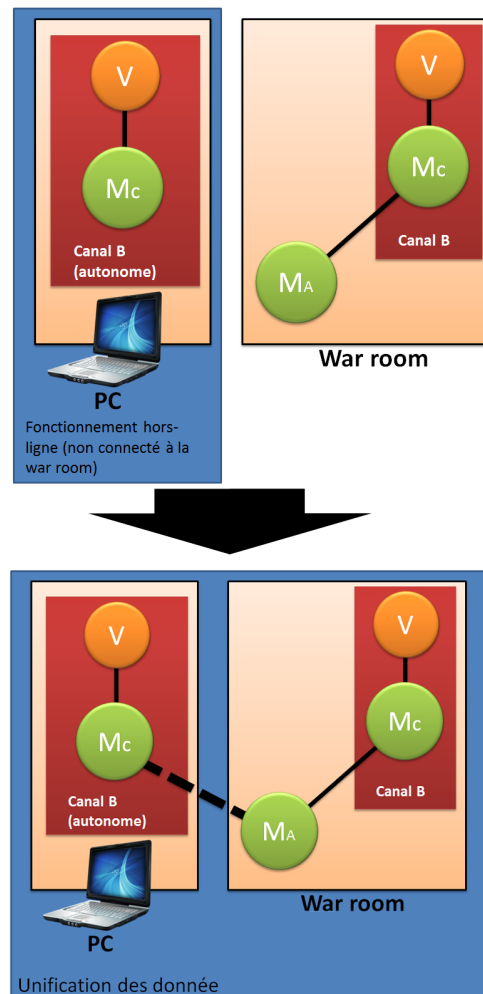 V
Mc
Canal B
(autonome)
PC
Fonctionnement hors-
ligne (non connecté à la
war room)
V
Mc
Canal B
MA
War room
V
Mc
Canal B
(autonome)
PC
V
Mc
Canal B
MA
War room
Unification des donnée